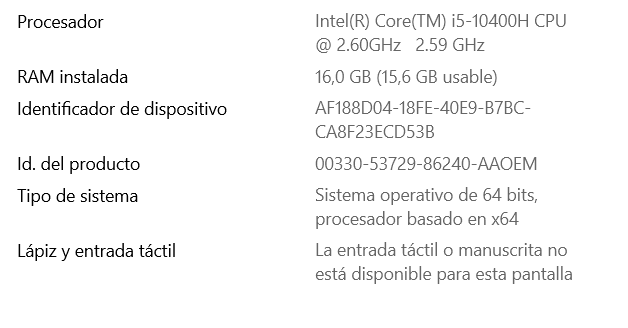 Procesador Intel(R) Core(TM) i5-10400H CPU
@ 2.60GHz 2.59 GHz
RAM instalada 16,0 GB (15,6 GB usable)
Identificador de dispositivo AF188D04-18FE-40E9-B7BC-
CA8F23ECD53B
Id. del producto 00330-53729-86240-AAOEM
Tipo de sistema Sistema operativo de 64 bits,
procesador basado en x64
Lápiz y entrada táctil La entrada táctil o manuscrita no
está disponible para esta pantalla